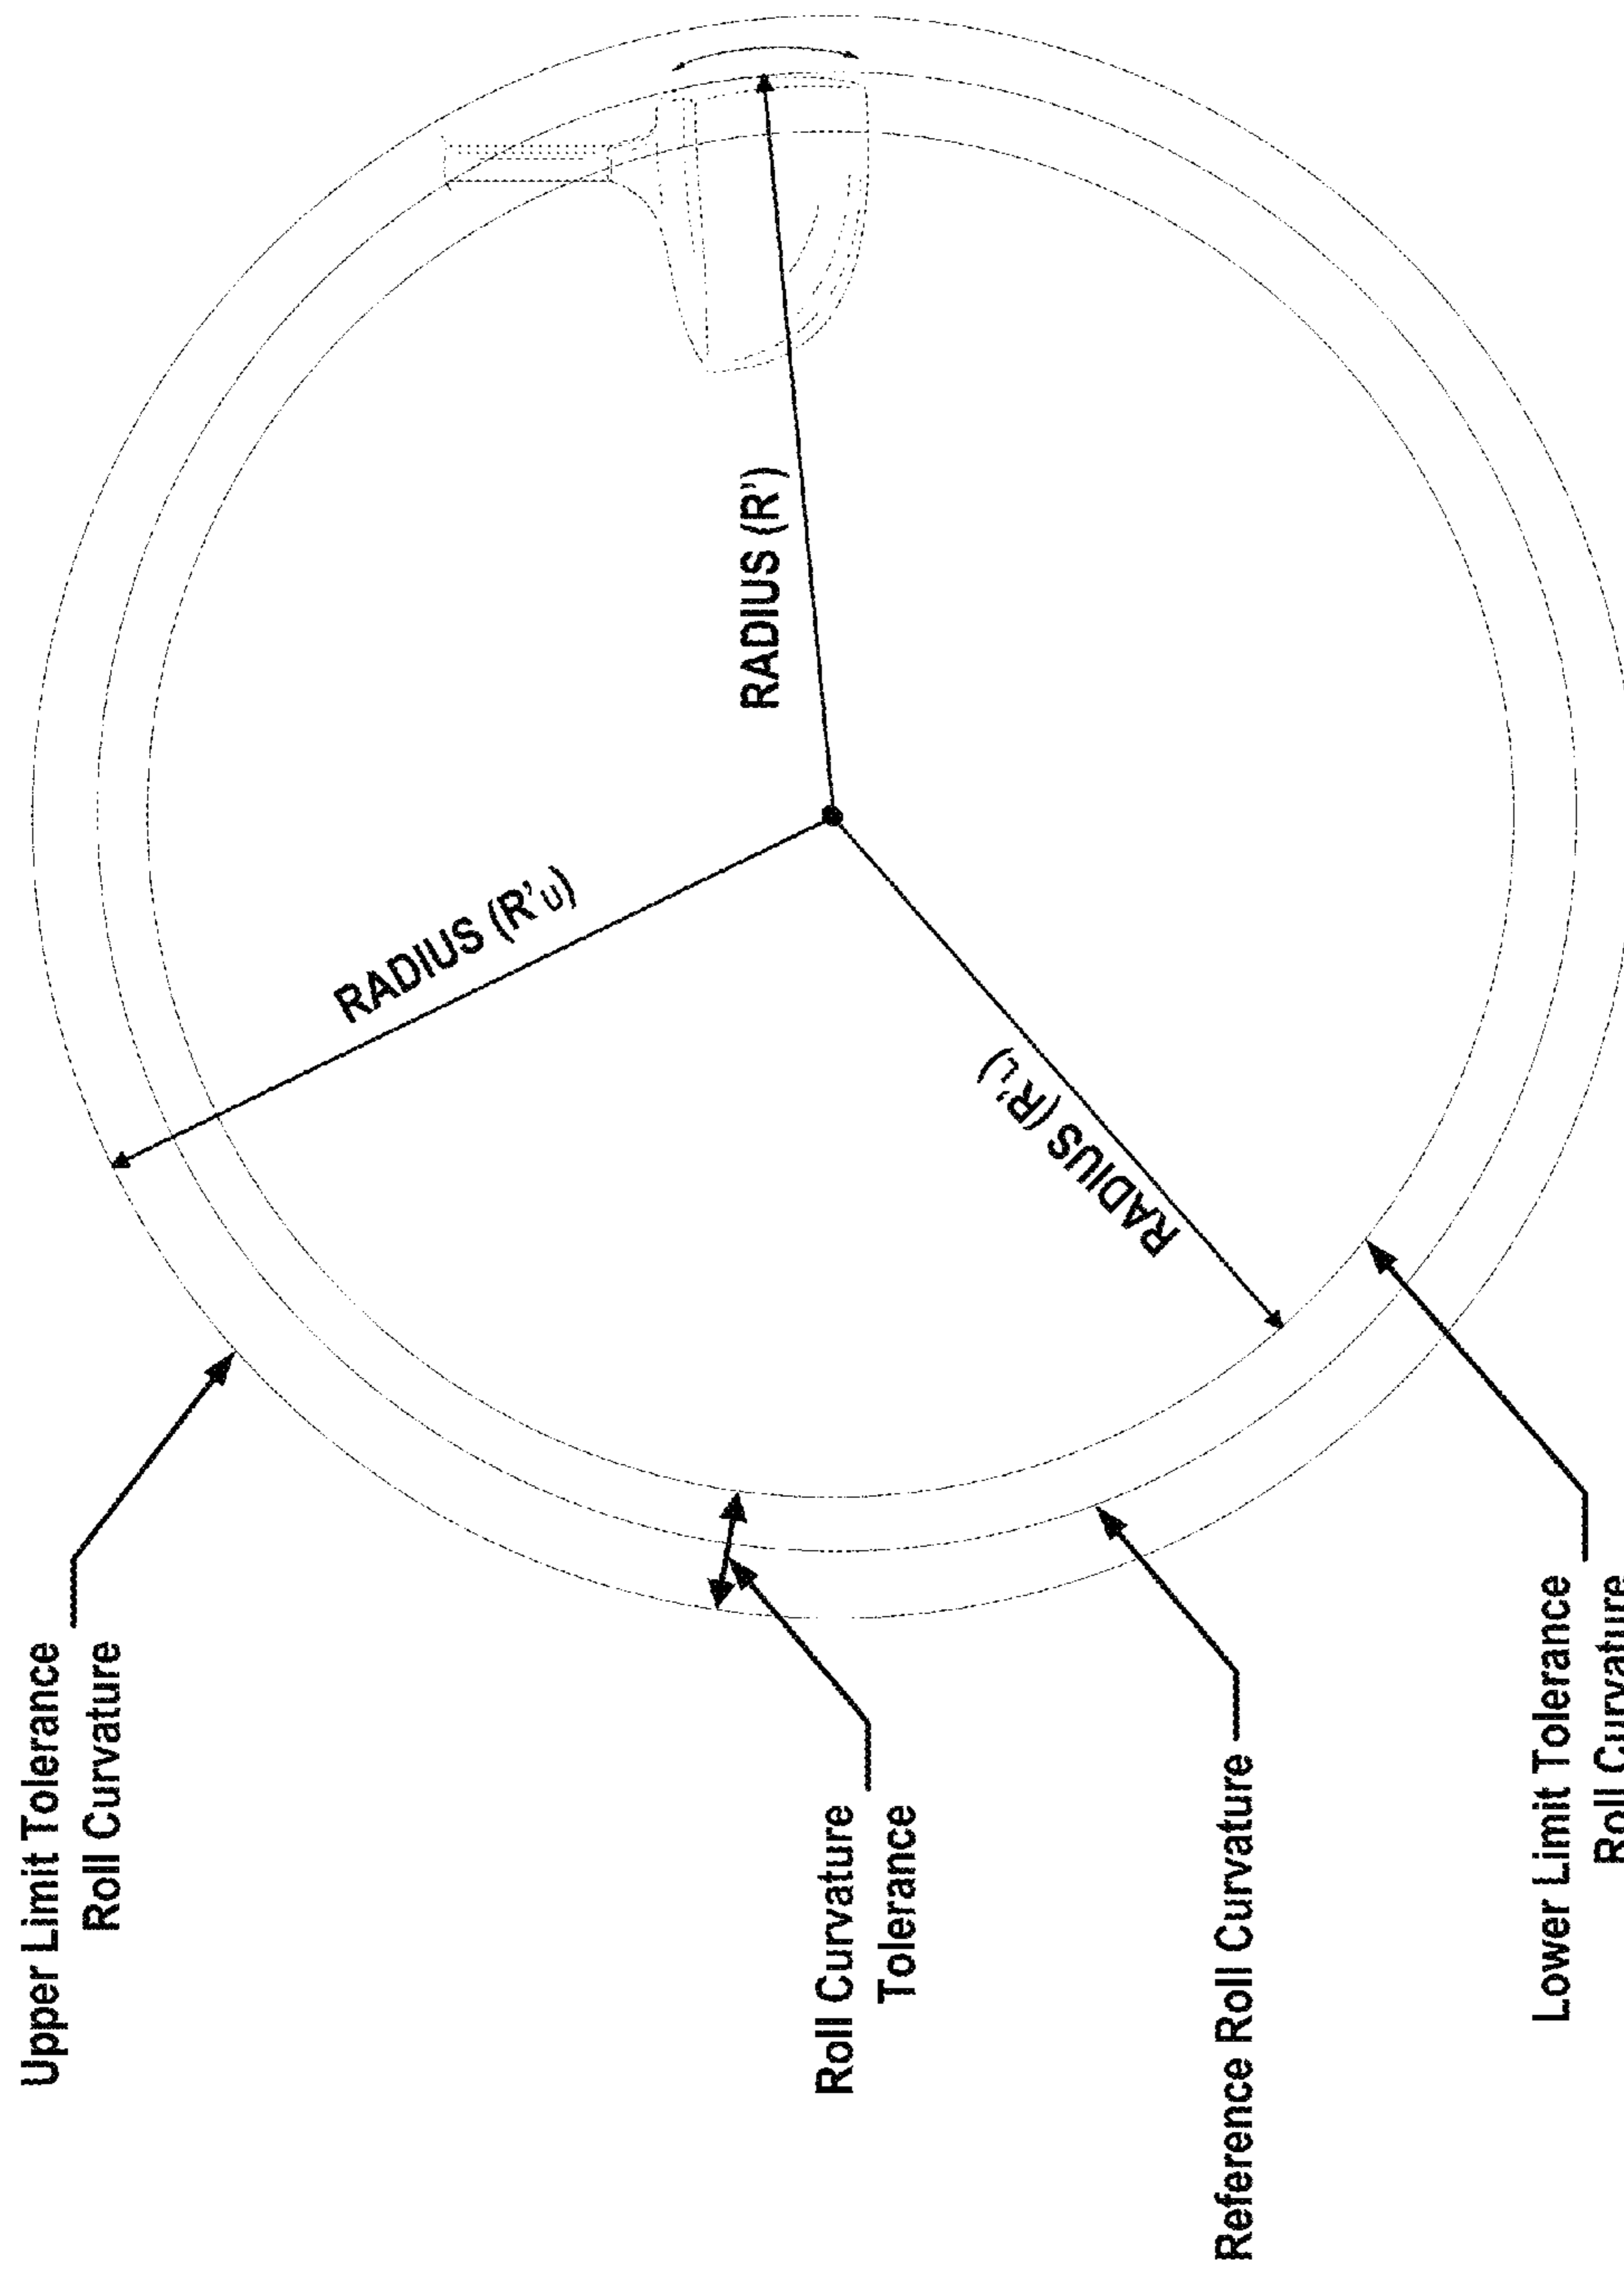 Upper Limit Tolerance
Roll Curvature
Roll Curvature
Tolerance
Reference Roll Curvature
Lower Limit Tolerance
Roll Curvature
RADIUS (R'U)
RADIUS (R'L)
RADIUS (R')